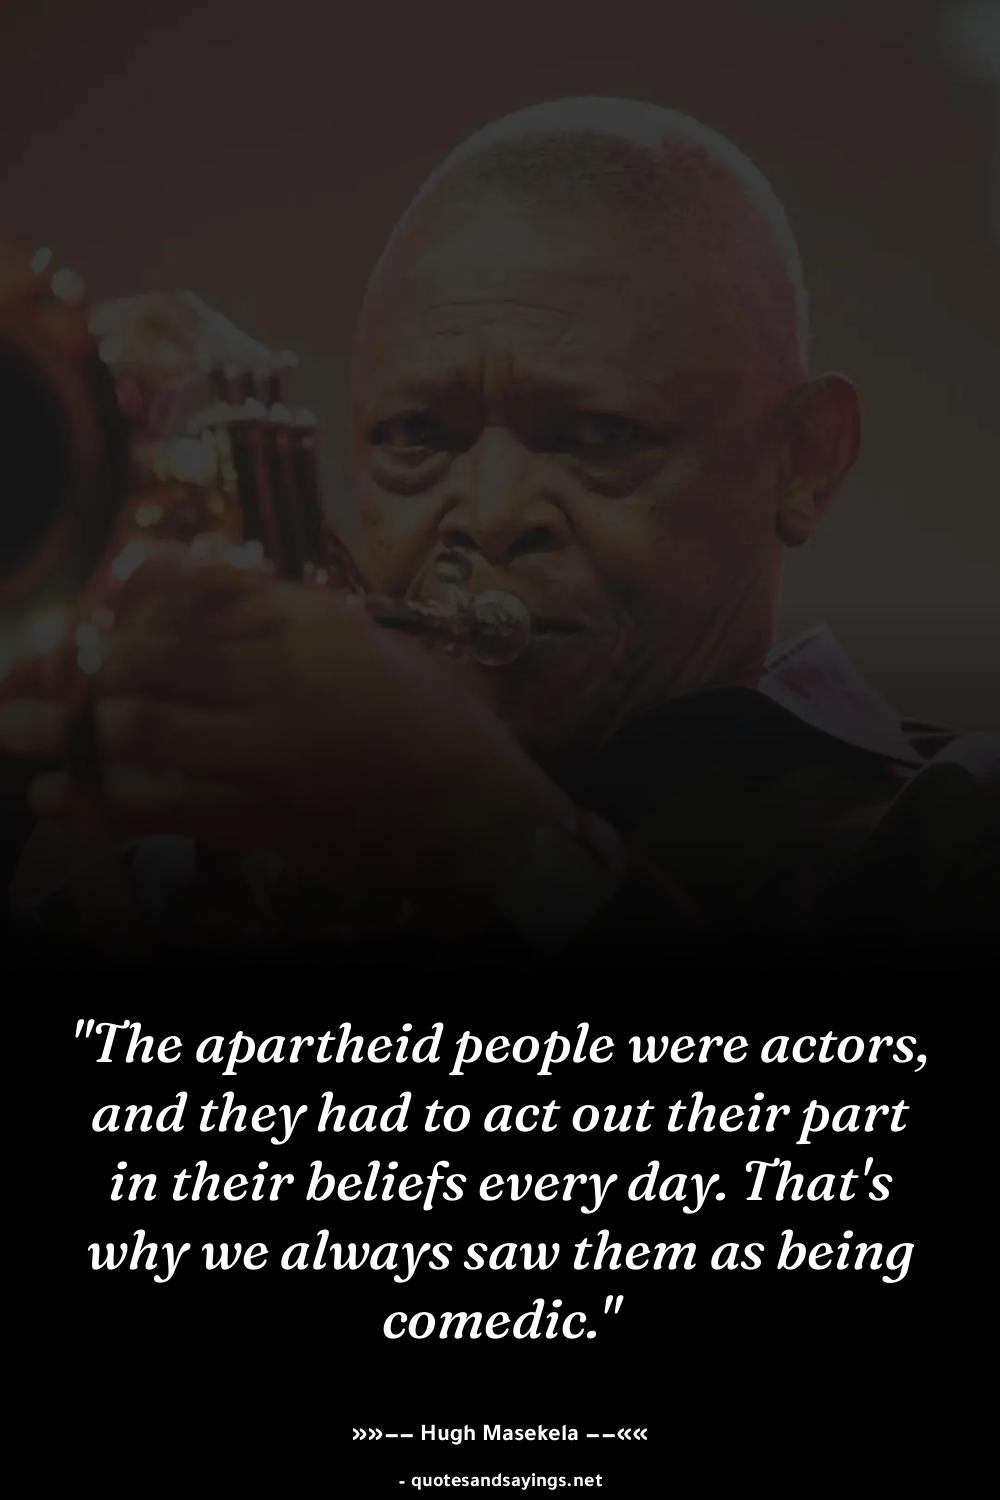 "The apartheid people were actors,
and they had to act out their part
in their beliefs every day. That's
why we always saw them as being
comedic."
»»–– Hugh Masekela ––««
- quotesandsayings.net